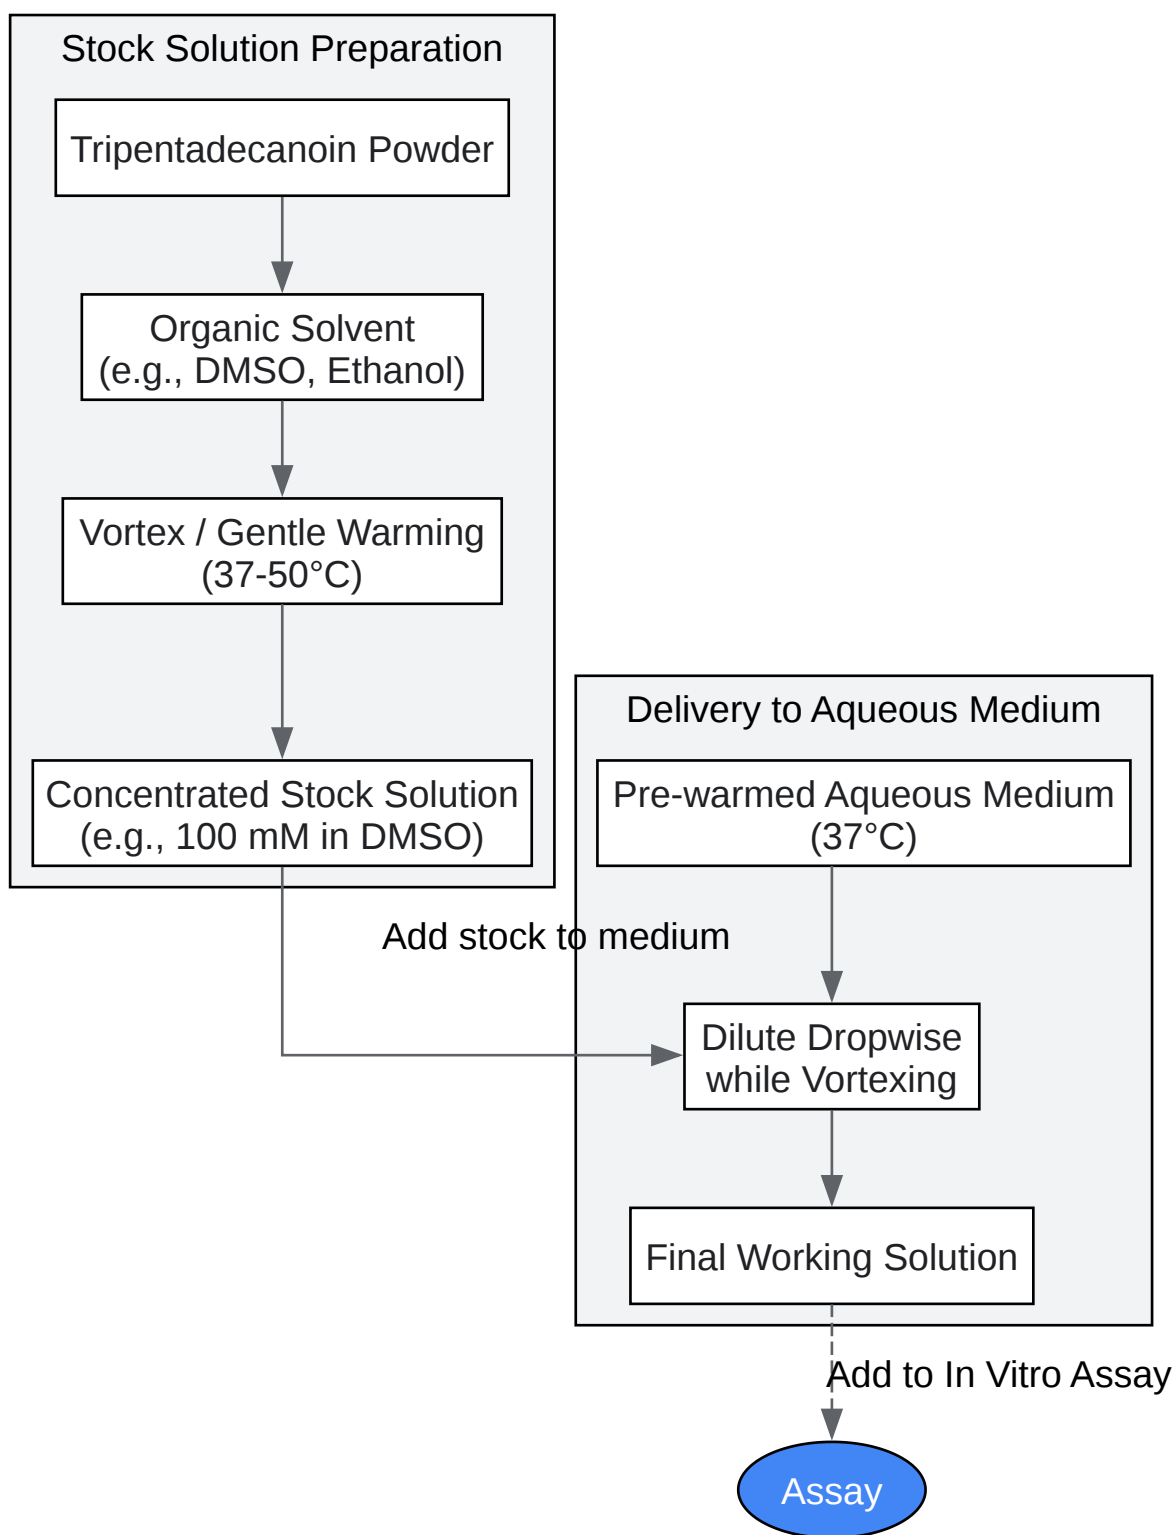 Stock Solution Preparation
Tripentadecanoin Powder
Organic Solvent
(e.g., DMSO, Ethanol)
Vortex / Gentle Warming
(37-50°C)
Concentrated Stock Solution
(e.g., 100 mM in DMSO)
Delivery to Aqueous Medium
Pre-warmed Aqueous Medium
(37°C)
Add stock to medium
Dilute Dropwise
while Vortexing
Final Working Solution
Add to In Vitro Assay
Assay